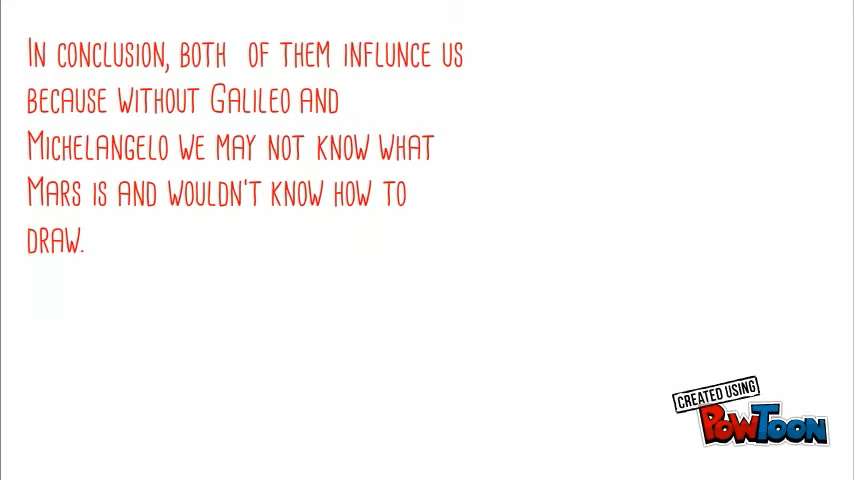 In conclusion, both of them influnce us
because without Galileo and
Michelangelo we may not know what
Mars is and wouldn't know how to
draw.
CREATED USING
POWTOON